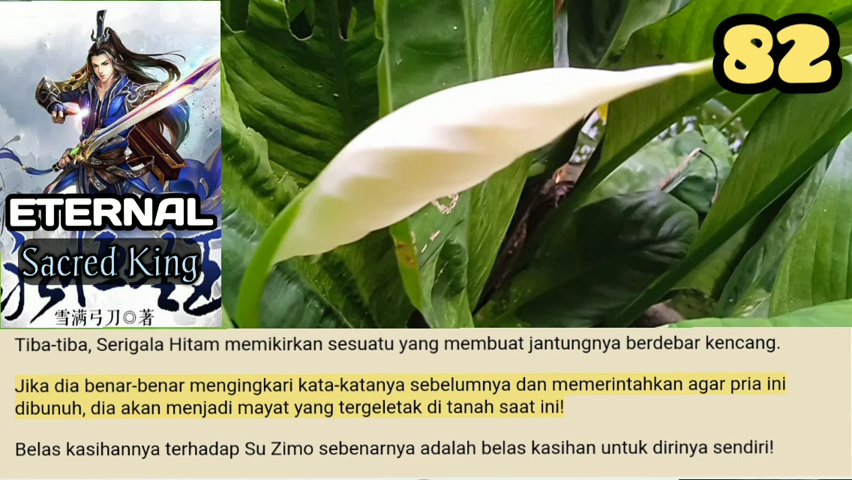 82
ETERNAL
Sacred King
雪满弓刀◎著
Tiba-tiba, Serigala Hitam memikirkan sesuatu yang membuat jantungnya berdebar kencang.
Jika dia benar-benar mengingkari kata-katanya sebelumnya dan memerintahkan agar pria ini
dibunuh, dia akan menjadi mayat yang tergeletak di tanah saat ini!
Belas kasihannya terhadap Su Zimo sebenarnya adalah belas kasihan untuk dirinya sendiri!